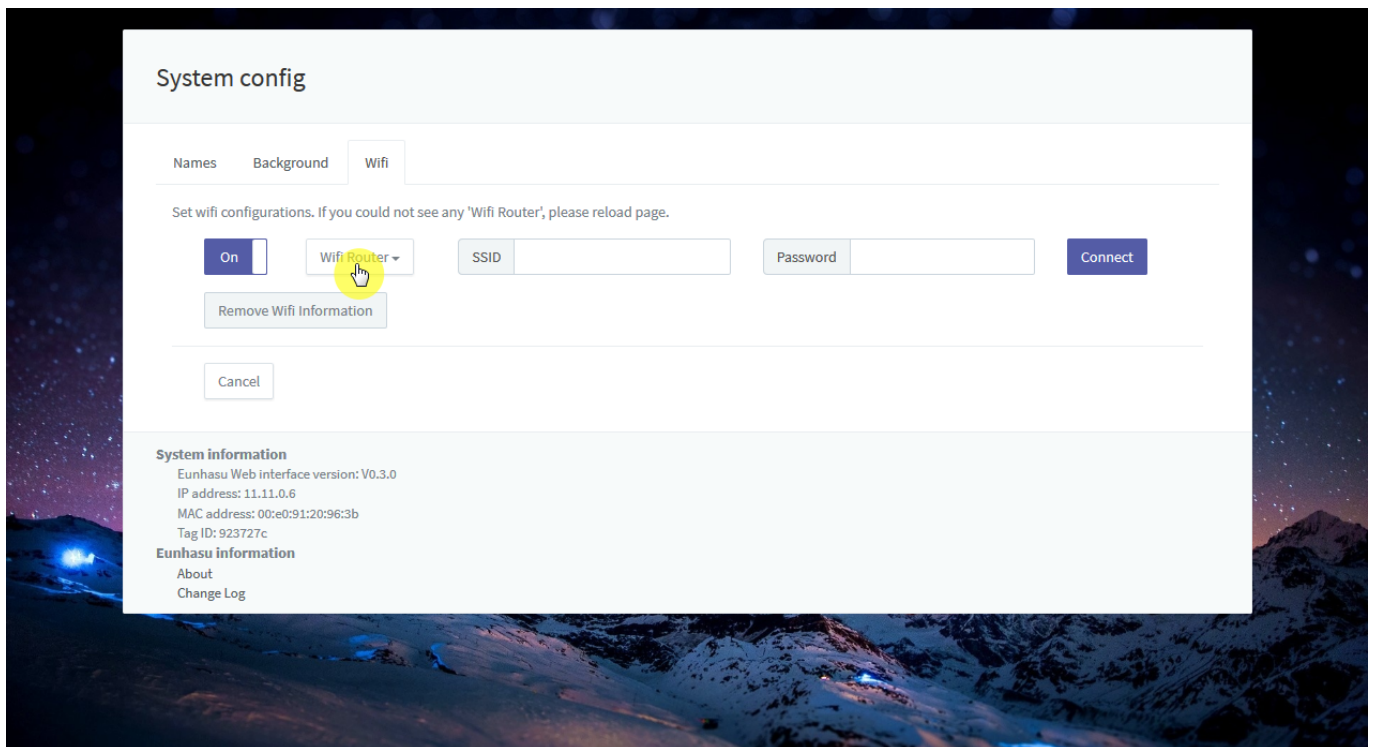 System config
Names Background Wifi
Set wifi configurations. If you could not see any 'Wifi Router', please reload page.
On Wifi Router SSID Password Connect
Remove Wifi Information
Cancel
System information
Eunhasu Web interface version: V0.3.0
IP address: 11.11.0.6
MAC address: 00:e0:91:20:96:3b
Tag ID: 923727c
Eunhasu information
About
Change Log